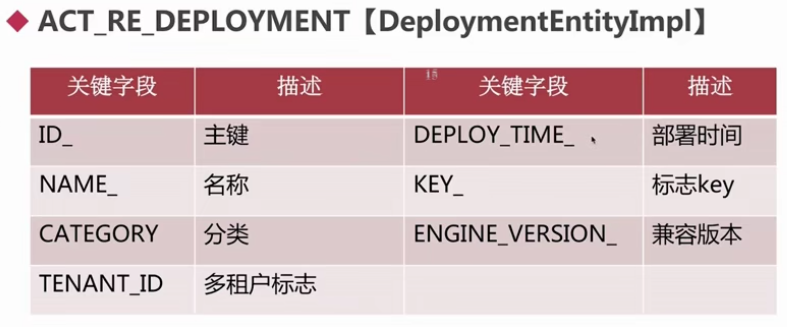 ◆ ACT_RE_DEPLOYMENT【DeploymentEntityImpl】
关键字段 描述 关键字段 描述
ID_ 主键 DEPLOY_TIME_ 部署时间
NAME_ 名称 KEY_ 标志key
CATEGORY 分类 ENGINE_VERSION_ 兼容版本
TENANT_ID 多租户标志